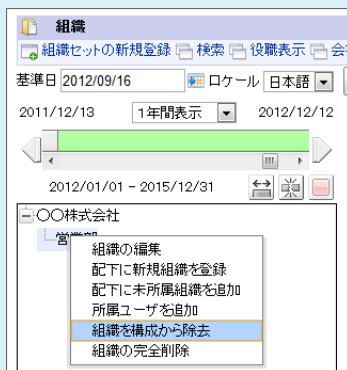 組織
組織セットの新規登録 検索 役職表示 会
基準日 2012/09/16 ロケール 日本語
2011/12/13 1年間表示 2012/12/12
2012/01/01 - 2015/12/31
〇〇株式会社
営業部
組織の編集
配下に新規組織を登録
配下に未所属組織を追加
所属ユーザを追加
組織を構成から除去
組織の完全削除